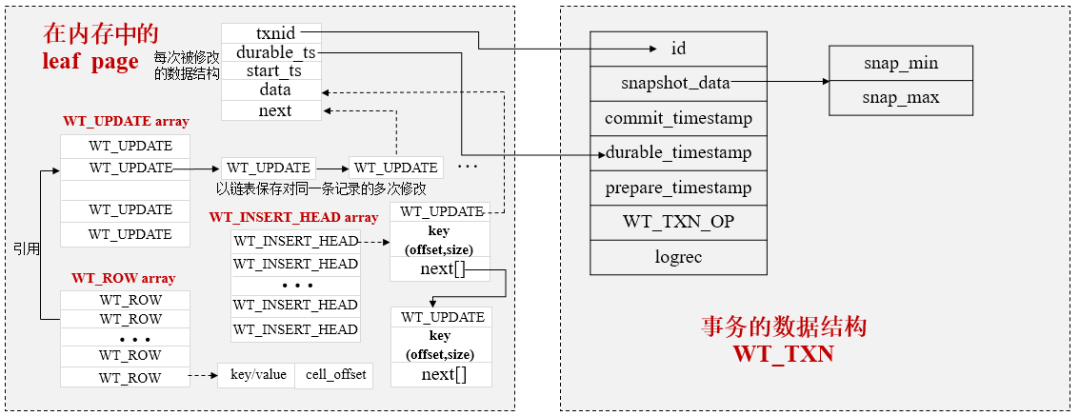 在内存中的
leaf page
每次被修改
的数据结构
txnid
durable_ts
start_ts
data
next
WT_UPDATE array
WT_UPDATE
WT_UPDATE
WT_UPDATE
WT_UPDATE
WT_UPDATE
WT_UPDATE
...
以链表保存对同一条记录的多次修改
引用
WT_INSERT_HEAD array
WT_INSERT_HEAD
WT_INSERT_HEAD
...
WT_INSERT_HEAD
WT_INSERT_HEAD
WT_UPDATE
key
(offset,size)
next[]
WT_UPDATE
key
(offset,size)
next[]
WT_ROW array
WT_ROW
WT_ROW
...
WT_ROW
WT_ROW
key/value
cell_offset
id
snapshot_data
commit_timestamp
durable_timestamp
prepare_timestamp
WT_TXN_OP
logrec
snap_min
snap_max
事务的数据结构
WT_TXN